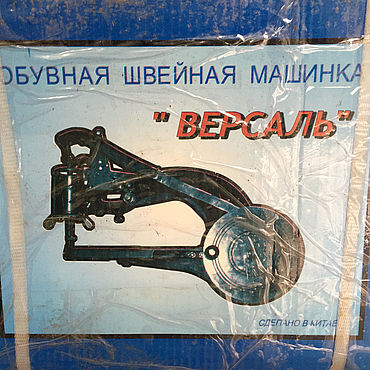 ОБУВНАЯ ШВЕЙНАЯ МАШИНКА
"ВЕРСАЛЬ"
СДЕЛАНО В КИТАЕ